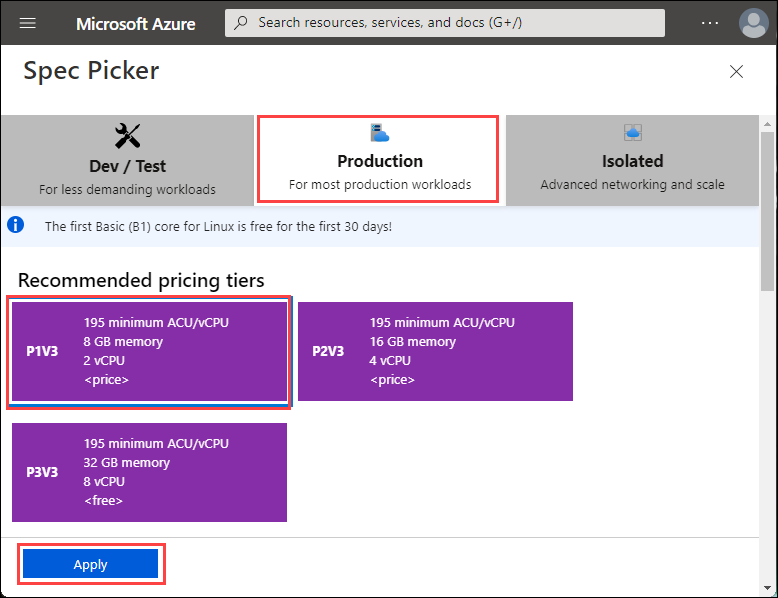 Microsoft Azure
Search resources, services, and docs (G+/)
...
Spec Picker
Dev / Test
For less demanding workloads
Production
For most production workloads
Isolated
Advanced networking and scale
The first Basic (B1) core for Linux is free for the first 30 days!
Recommended pricing tiers
P1V3
195 minimum ACU/vCPU
8 GB memory
2 vCPU
<price>
P2V3
195 minimum ACU/vCPU
16 GB memory
4 vCPU
<price>
P3V3
195 minimum ACU/vCPU
32 GB memory
8 vCPU
<free>
Apply